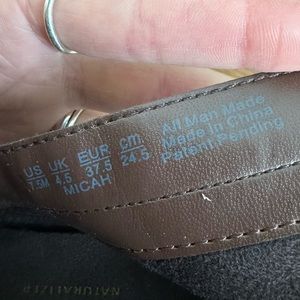 US UK EUR cm
7.5M 4.5 37.5 24.5
MICAH
All Man Made
Made in China
Patent Pending
NATURALIZER